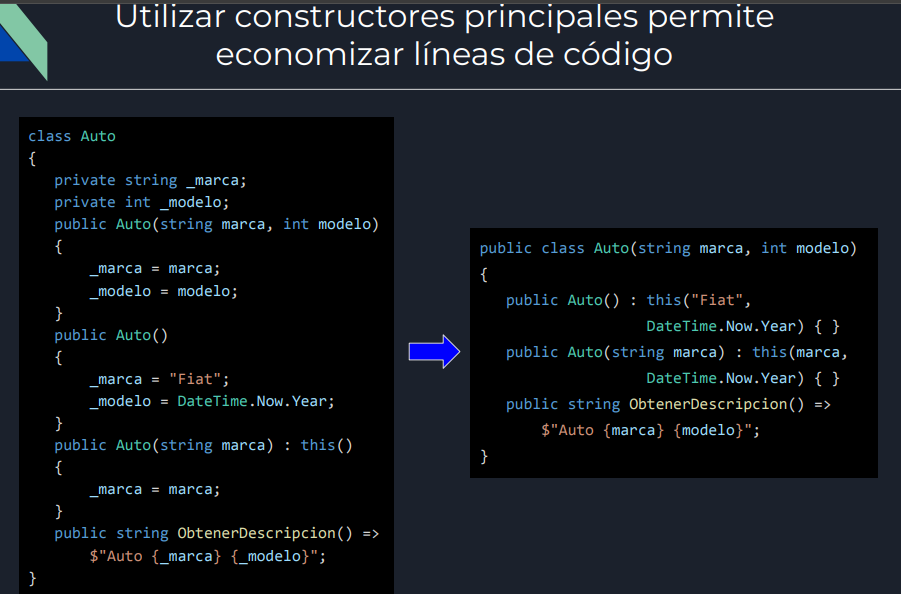 Utilizar constructores principales permite
economizar líneas de código
class Auto
{
private string _marca;
private int _modelo;
public Auto(string marca, int modelo)
{
_marca = marca;
_modelo = modelo;
}
public Auto()
{
_marca = "Fiat";
_modelo = DateTime.Now.Year;
}
public Auto(string marca) : this()
{
_marca = marca;
}
public string ObtenerDescripcion() =>
$"Auto {_marca} {_modelo}";
}
public class Auto(string marca, int modelo)
{
public Auto() : this("Fiat",
DateTime.Now.Year) { }
public Auto(string marca) : this(marca,
DateTime.Now.Year) { }
public string ObtenerDescripcion() =>
$"Auto {marca} {modelo}";
}